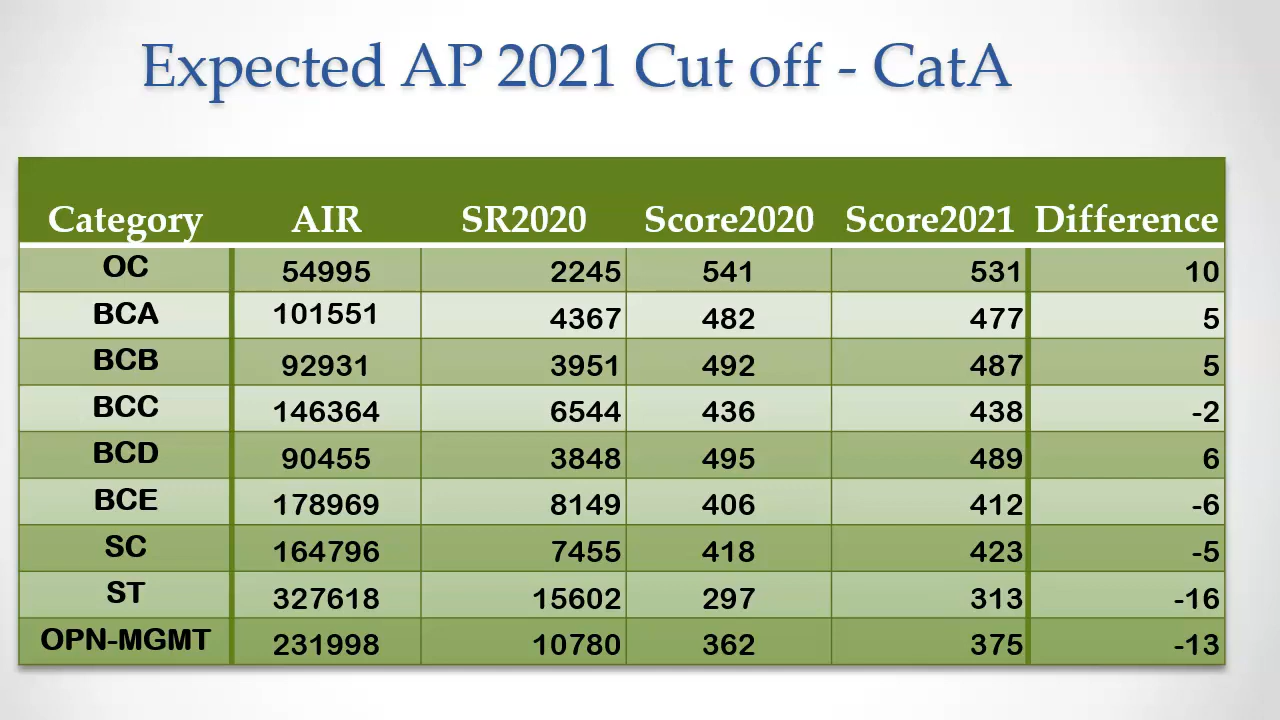 Expected AP 2021 Cut off - CatA
Category AIR SR2020 Score2020 Score2021 Difference
OC 54995 2245 541 531 10
BCA 101551 4367 482 477 5
BCB 92931 3951 492 487 5
BCC 146364 6544 436 438 -2
BCD 90455 3848 495 489 6
BCE 178969 8149 406 412 -6
SC 164796 7455 418 423 -5
ST 327618 15602 297 313 -16
OPN-MGMT 231998 10780 362 375 -13